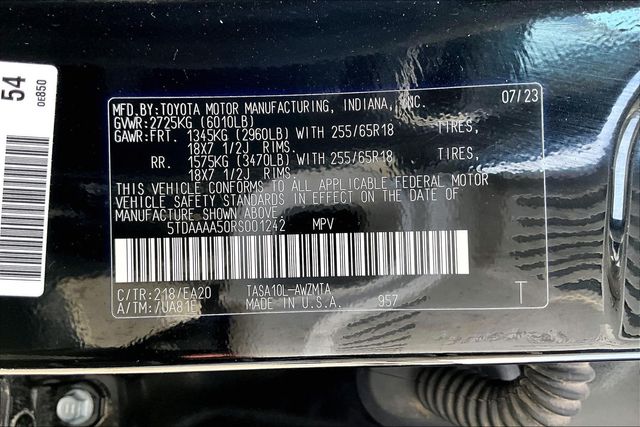 54
0E850
MFD.BY:TOYOTA MOTOR MANUFACTURING, INDIANA, INC. 07/23
GVWR:2725KG (6010LB)
GAWR:FRT. 1345KG (2960LB) WITH 255/65R18 TIRES,
18X7 1/2J RIMS.
RR. 1575KG (3470LB) WITH 255/65R18 TIRES,
18X7 1/2J RIMS.
THIS VEHICLE CONFORMS TO ALL APPLICABLE FEDERAL MOTOR
VEHICLE SAFETY STANDARDS IN EFFECT ON THE DATE OF
MANUFACTURE SHOWN ABOVE.
5TDAAAA50RS001242 MPV
C/TR:218/EA20 TASA10L-AWZMTA
A/TM:7UA81E MADE IN U.S.A. 957 T